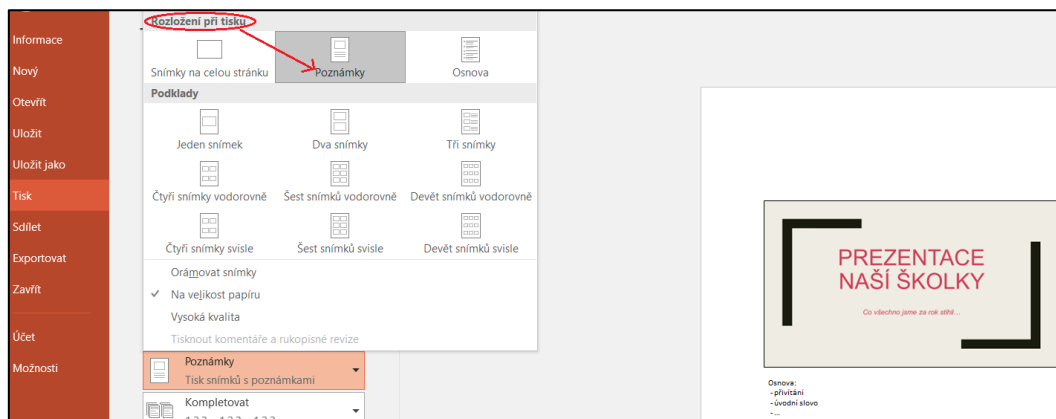 Informace
Nový
Otevřít
Uložit
Uložit jako
Tisk
Sdílet
Exportovat
Zavřít
Účet
Možnosti
Rozložení při tisku
Snímky na celou stránku
Poznámky
Osnova
Podklady
Jeden snímek
Dva snímky
Tři snímky
Čtyři snímky vodorovně
Šest snímků vodorovně
Devět snímků vodorovně
Čtyři snímky svisle
Šest snímků svisle
Devět snímků svisle
Orámovat snímky
Na velikost papíru
Vysoká kvalita
Tisknout komentáře a rukopisné revize
Poznámky
Tisk snímků s poznámkami
Kompletovat
PREZENTACE
NAŠÍ ŠKOLKY
Co všechno jsme za rok stihli...
Osnova:
- přivítání
- úvodní slovo
- ...